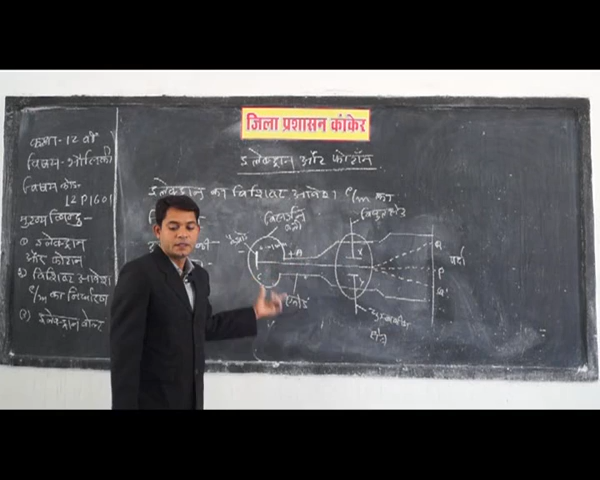 जिला प्रशासन कांकेर
इलेक्ट्रान और फोटॉन
कक्षा-12 वीं
विषय-भौतिकी
विषय कोड-
12 P1601
मुख्य बिन्दु-
① इलेक्ट्रान
और फोटान
विशिष्ट आवेश
e/m का निर्धारण
इलेक्ट्रान वोल्ट
इलेक्ट्रान का विशिष्ट आवेश e/m का
+ A
C
Q
P
Q'
पर्दा
चुम्बकीय
क्षेत्र